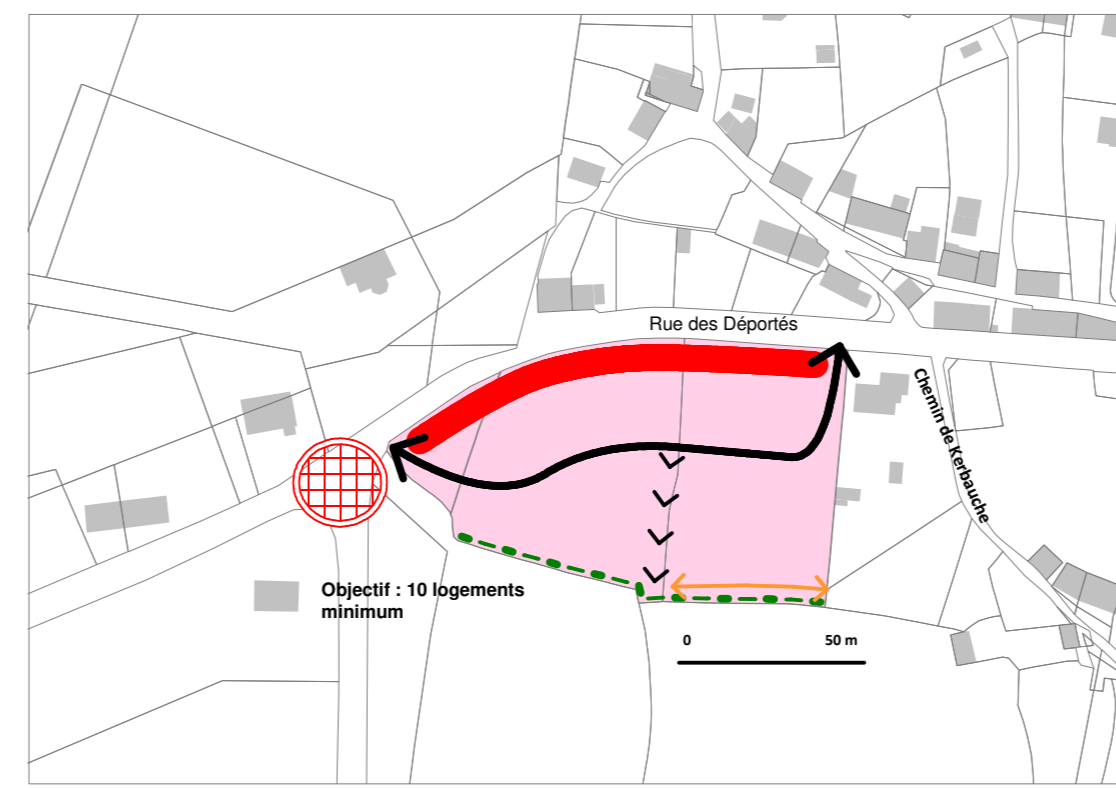 Rue des Déportés
Chemin de Kerbauche
Objectif : 10 logements
minimum
0 50 m